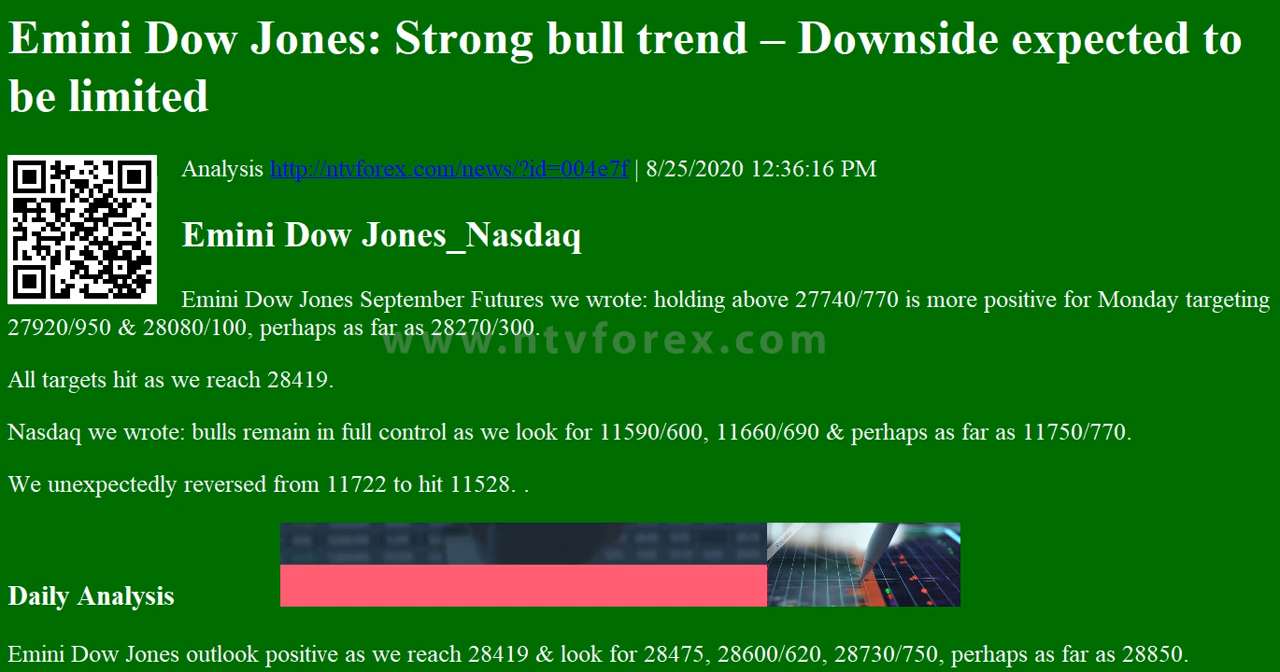 Emini Dow Jones: Strong bull trend – Downside expected to
be limited
Analysis http://ntvforex.com/news/?id=004e7f | 8/25/2020 12:36:16 PM
Emini Dow Jones_Nasdaq
Emini Dow Jones September Futures we wrote: holding above 27740/770 is more positive for Monday targeting
27920/950 & 28080/100, perhaps as far as 28270/300.
www.ntvforex.com
All targets hit as we reach 28419.
Nasdaq we wrote: bulls remain in full control as we look for 11590/600, 11660/690 & perhaps as far as 11750/770.
We unexpectedly reversed from 11722 to hit 11528. .
Daily Analysis
Emini Dow Jones outlook positive as we reach 28419 & look for 28475, 28600/620, 28730/750, perhaps as far as 28850.